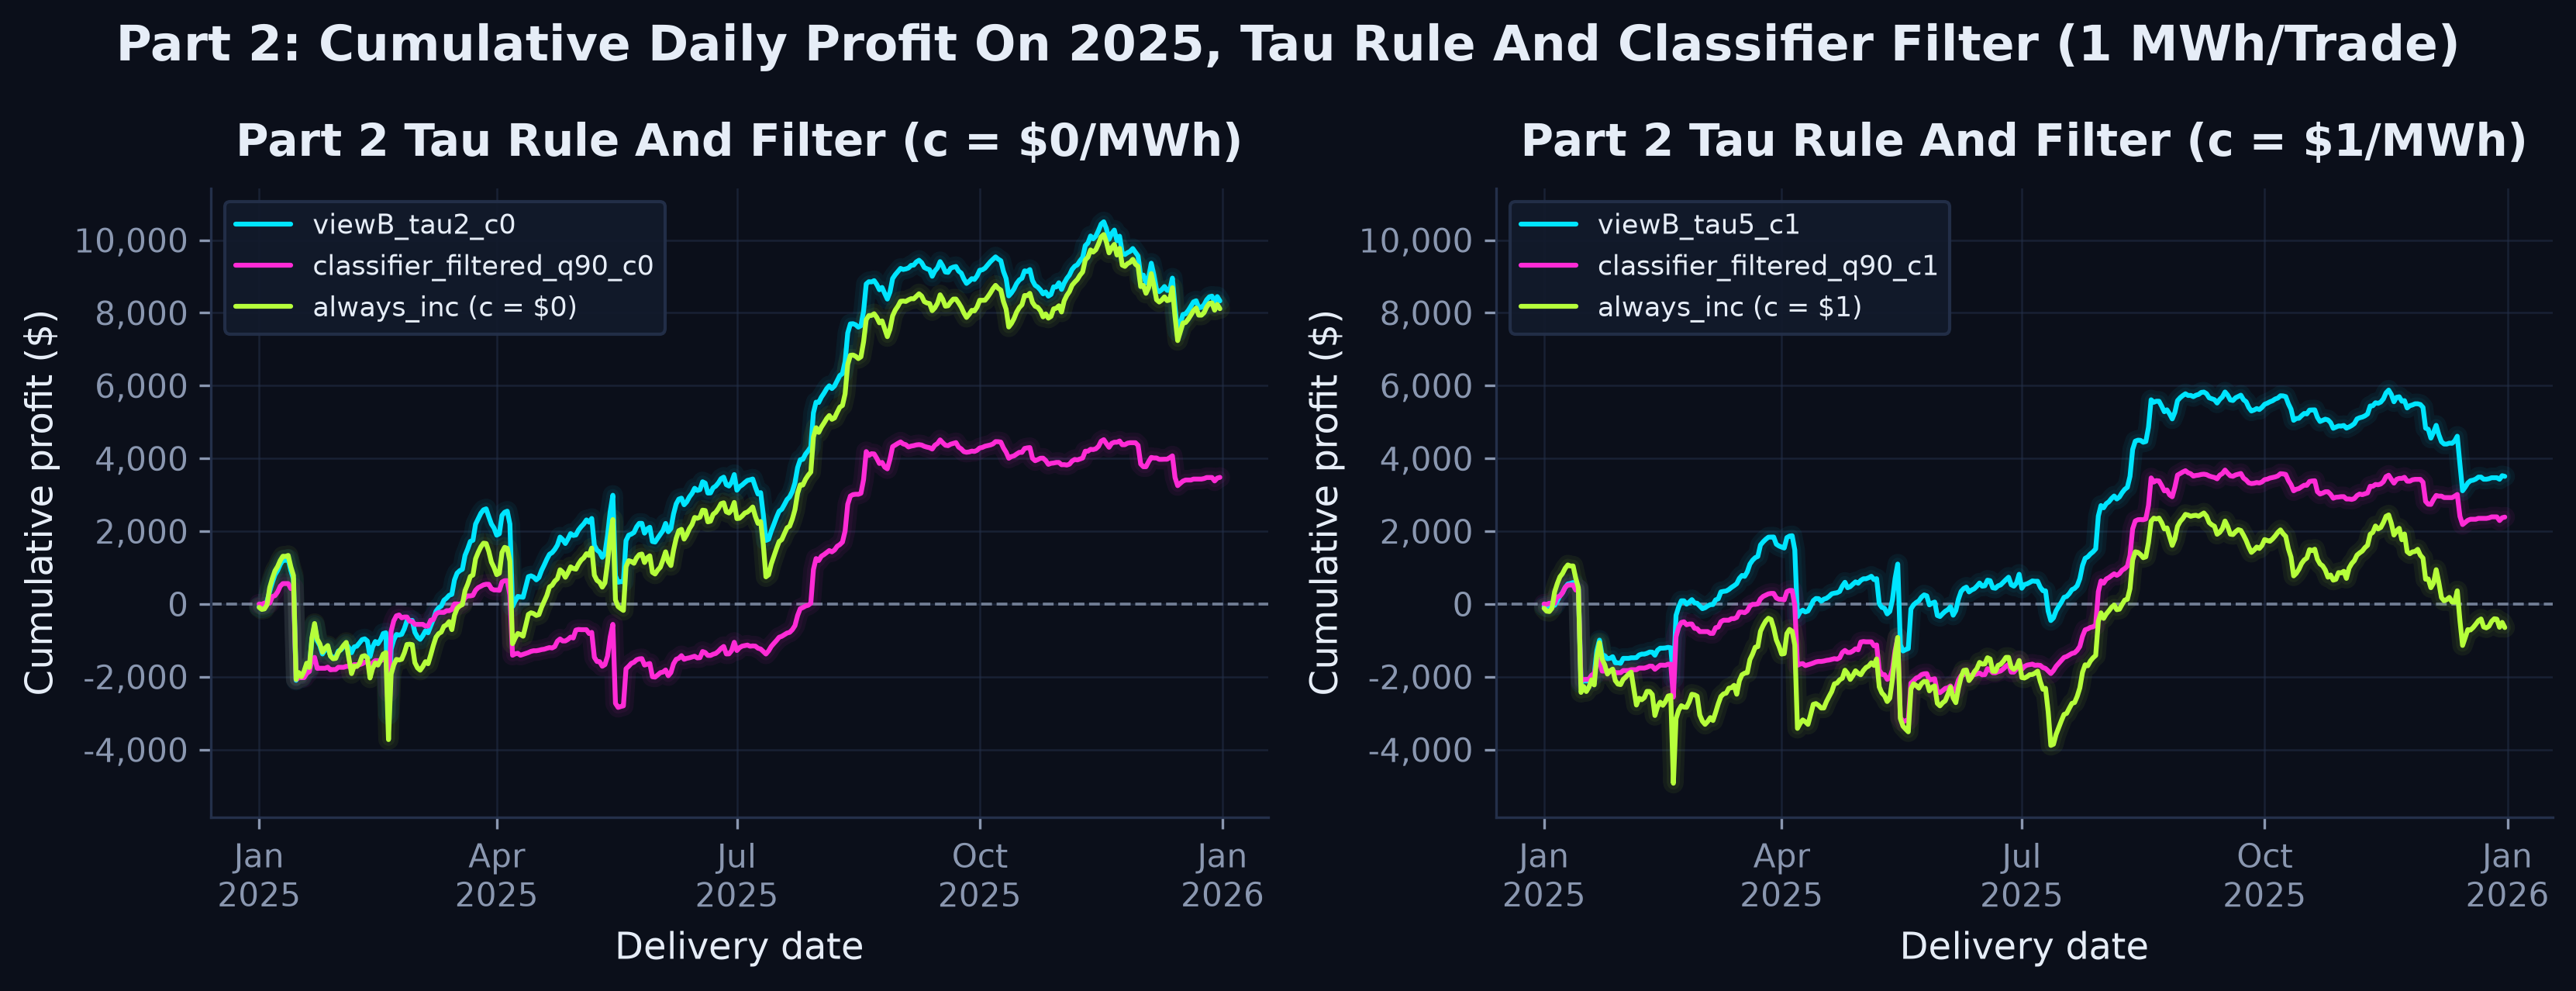 Part 2: Cumulative Daily Profit On 2025, Tau Rule And Classifier Filter (1 MWh/Trade)
Part 2 Tau Rule And Filter (c = $0/MWh)
viewB_tau2_c0
classifier_filtered_q90_c0
always_inc (c = $0)
Cumulative profit ($)
10,000
8,000
6,000
4,000
2,000
0
-2,000
-4,000
Jan
2025
Apr
2025
Jul
2025
Oct
2025
Jan
2026
Delivery date
Part 2 Tau Rule And Filter (c = $1/MWh)
viewB_tau5_c1
classifier_filtered_q90_c1
always_inc (c = $1)
Cumulative profit ($)
10,000
8,000
6,000
4,000
2,000
0
-2,000
-4,000
Jan
2025
Apr
2025
Jul
2025
Oct
2025
Jan
2026
Delivery date